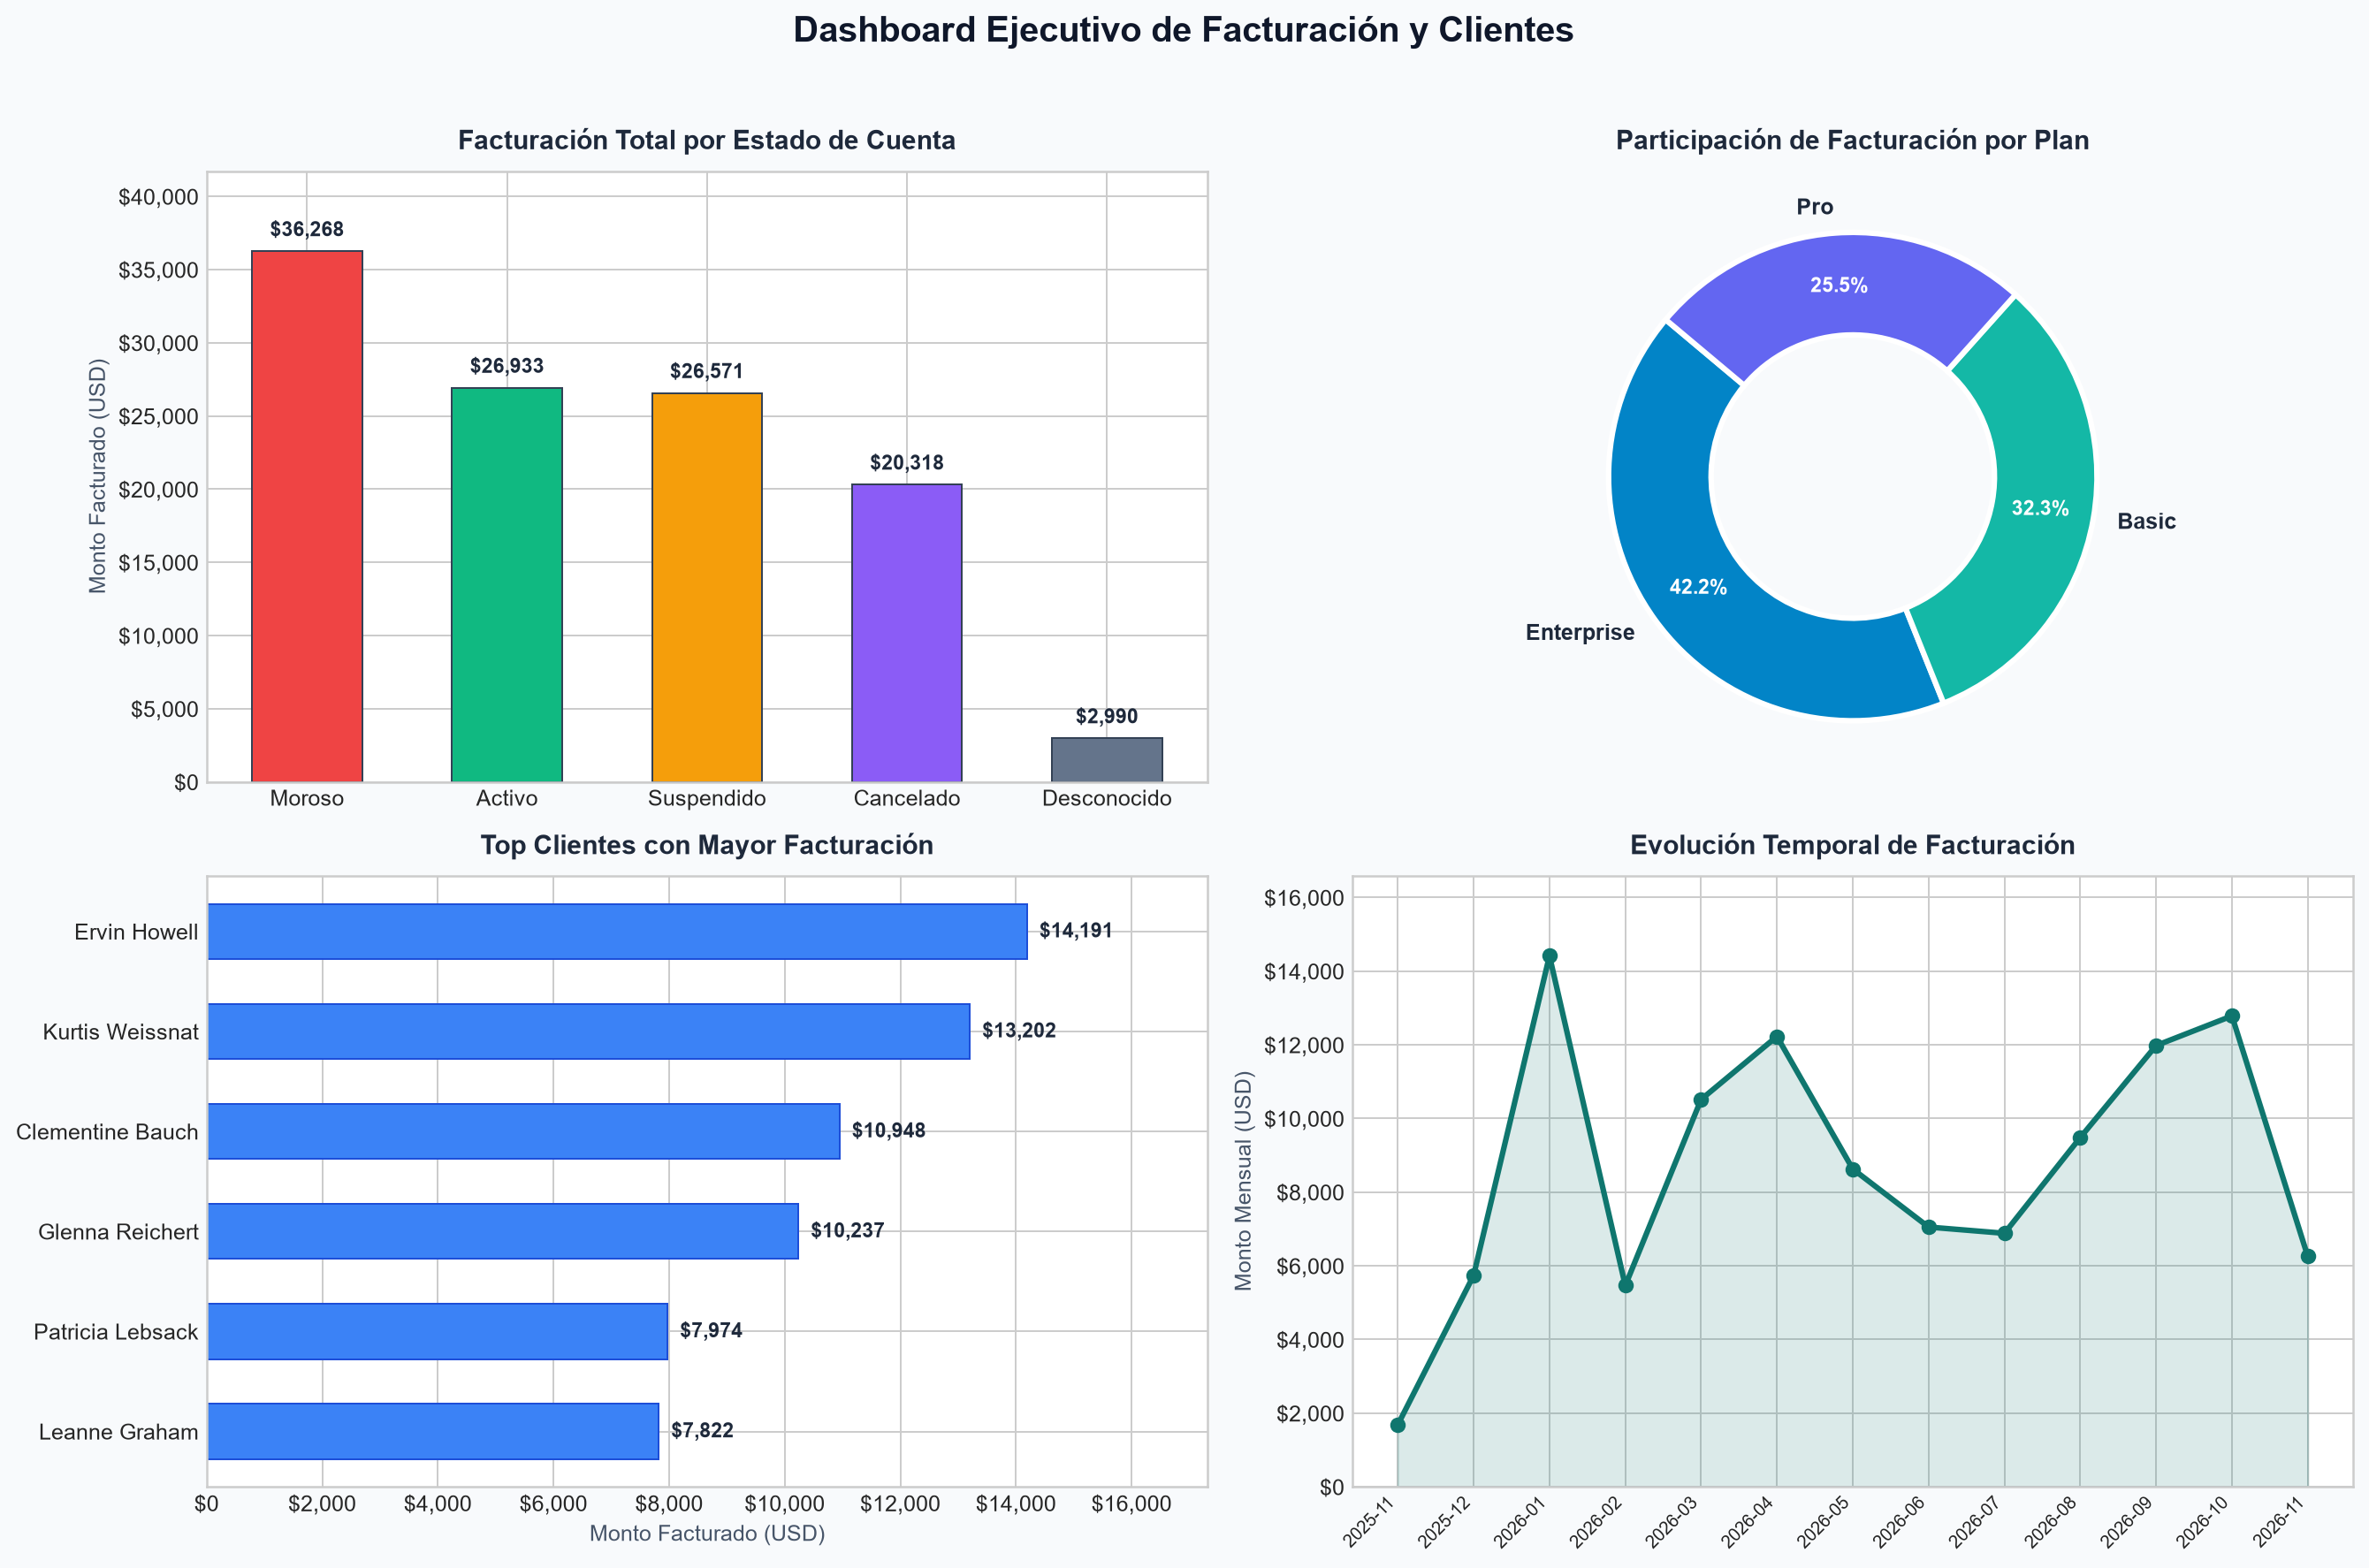 Dashboard Ejecutivo de Facturación y Clientes
Facturación Total por Estado de Cuenta
Monto Facturado (USD)
$40,000
$35,000
$30,000
$25,000
$20,000
$15,000
$10,000
$5,000
$0
$36,268
$26,933
$26,571
$20,318
$2,990
Moroso
Activo
Suspendido
Cancelado
Desconocido
Participación de Facturación por Plan
Pro
25.5%
32.3%
Basic
42.2%
Enterprise
Top Clientes con Mayor Facturación
Ervin Howell
$14,191
Kurtis Weissnat
$13,202
Clementine Bauch
$10,948
Glenna Reichert
$10,237
Patricia Lebsack
$7,974
Leanne Graham
$7,822
$0
$2,000
$4,000
$6,000
$8,000
$10,000
$12,000
$14,000
$16,000
Monto Facturado (USD)
Evolución Temporal de Facturación
Monto Mensual (USD)
$16,000
$14,000
$12,000
$10,000
$8,000
$6,000
$4,000
$2,000
$0
2025-11
2025-12
2026-01
2026-02
2026-03
2026-04
2026-05
2026-06
2026-07
2026-08
2026-09
2026-10
2026-11